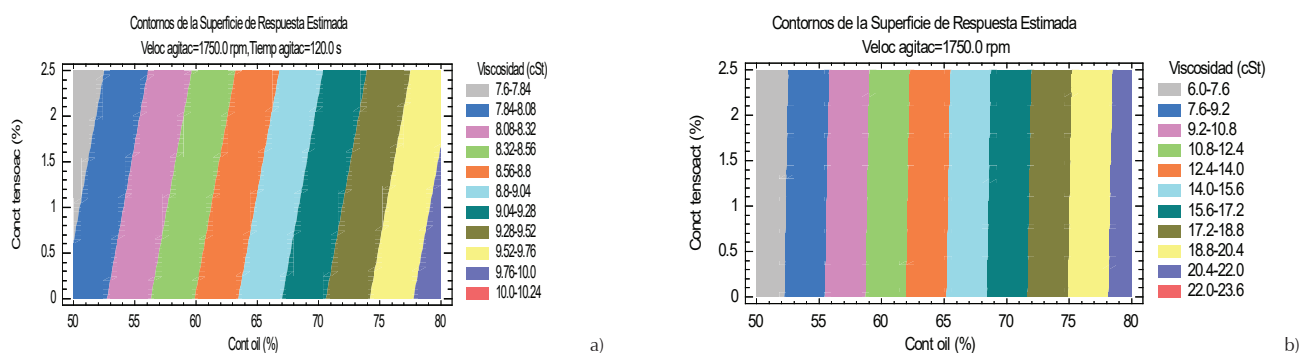 Contornos de la Superficie de Respuesta Estimada
Veloc agitac=1750.0 rpm,Tiemp agitac=120.0 s
Conct tensoac (%)
2.5
2
1.5
1
0.5
0
50 55 60 65 70 75 80
Cont oil (%)
Viscosidad (cSt)
7.6-7.84
7.84-8.08
8.08-8.32
8.32-8.56
8.56-8.8
8.8-9.04
9.04-9.28
9.28-9.52
9.52-9.76
9.76-10.0
10.0-10.24
a)
Contornos de la Superficie de Respuesta Estimada
Veloc agitac=1750.0 rpm
Conct tensoact (%)
2.5
2
1.5
1
0.5
0
50 55 60 65 70 75 80
Cont oil (%)
Viscosidad (cSt)
6.0-7.6
7.6-9.2
9.2-10.8
10.8-12.4
12.4-14.0
14.0-15.6
15.6-17.2
17.2-18.8
18.8-20.4
20.4-22.0
22.0-23.6
b)